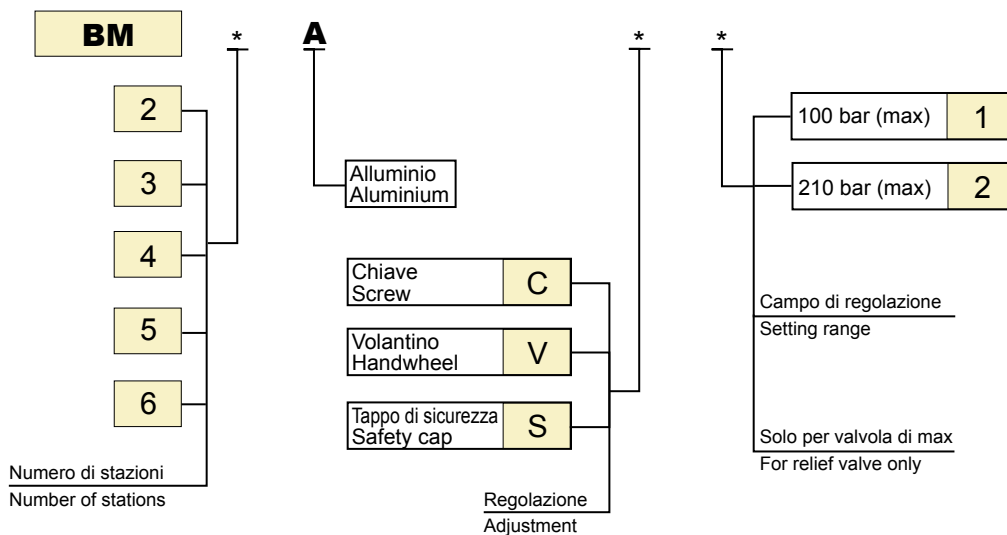 BM * A * *
2
3
4
5
6
Numero di stazioni
Number of stations
Alluminio
Aluminium
Chiave
Screw
C
Volantino
Handwheel
V
Tappo di sicurezza
Safety cap
S
Regolazione
Adjustment
100 bar (max) 1
210 bar (max) 2
Campo di regolazione
Setting range
Solo per valvola di max
For relief valve only